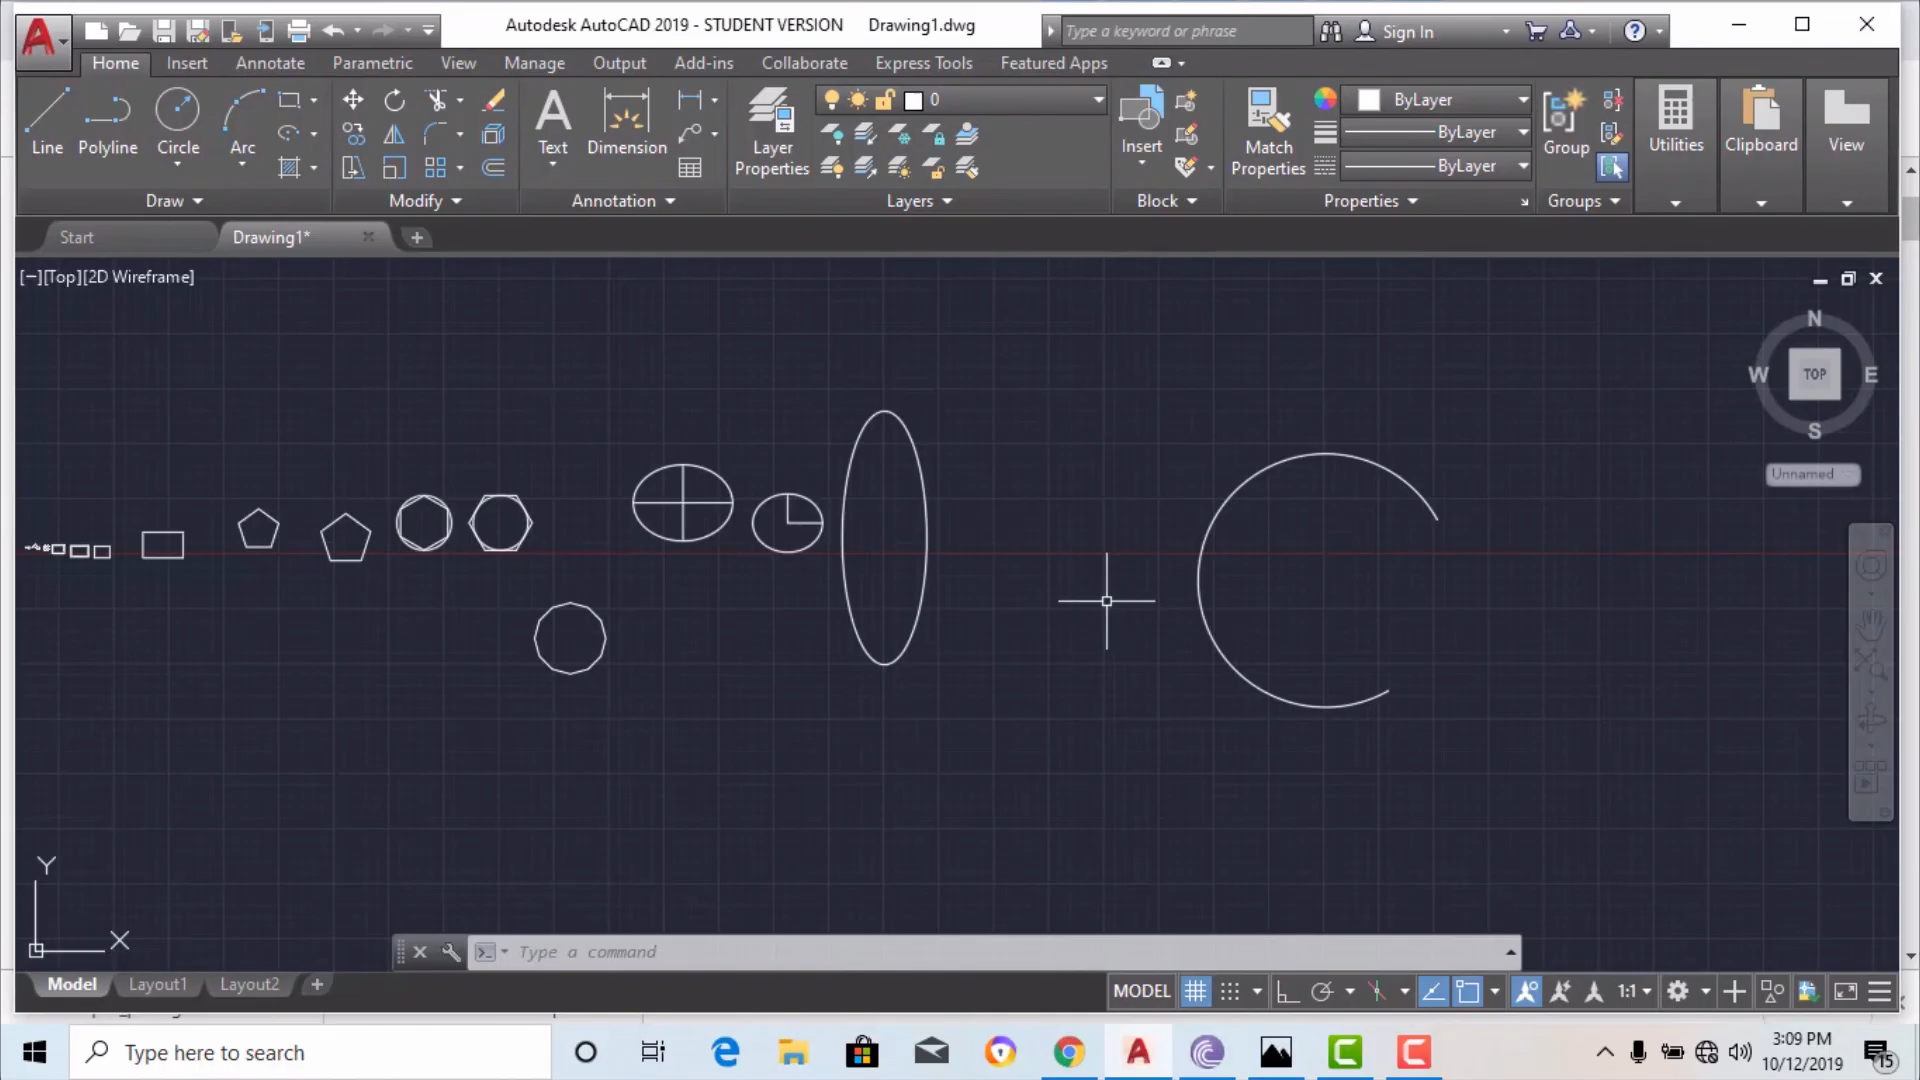 Autodesk AutoCAD 2019 - STUDENT VERSION Drawing1.dwg
Type a keyword or phrase
Sign In
Home Insert Annotate Parametric View Manage Output Add-ins Collaborate Express Tools Featured Apps
0
ByLayer
ByLayer
ByLayer
Line Polyline Circle Arc
Text Dimension
Layer Properties
Insert
Match Properties
Group
Utilities Clipboard View
Draw Modify Annotation Layers Block Properties Groups
Start Drawing1*
[−][Top][2D Wireframe]
N
W TOP E
S
Unnamed
Y
X
Type a command
Model Layout1 Layout2
MODEL 1:1
Type here to search
3:09 PM
10/12/2019
15